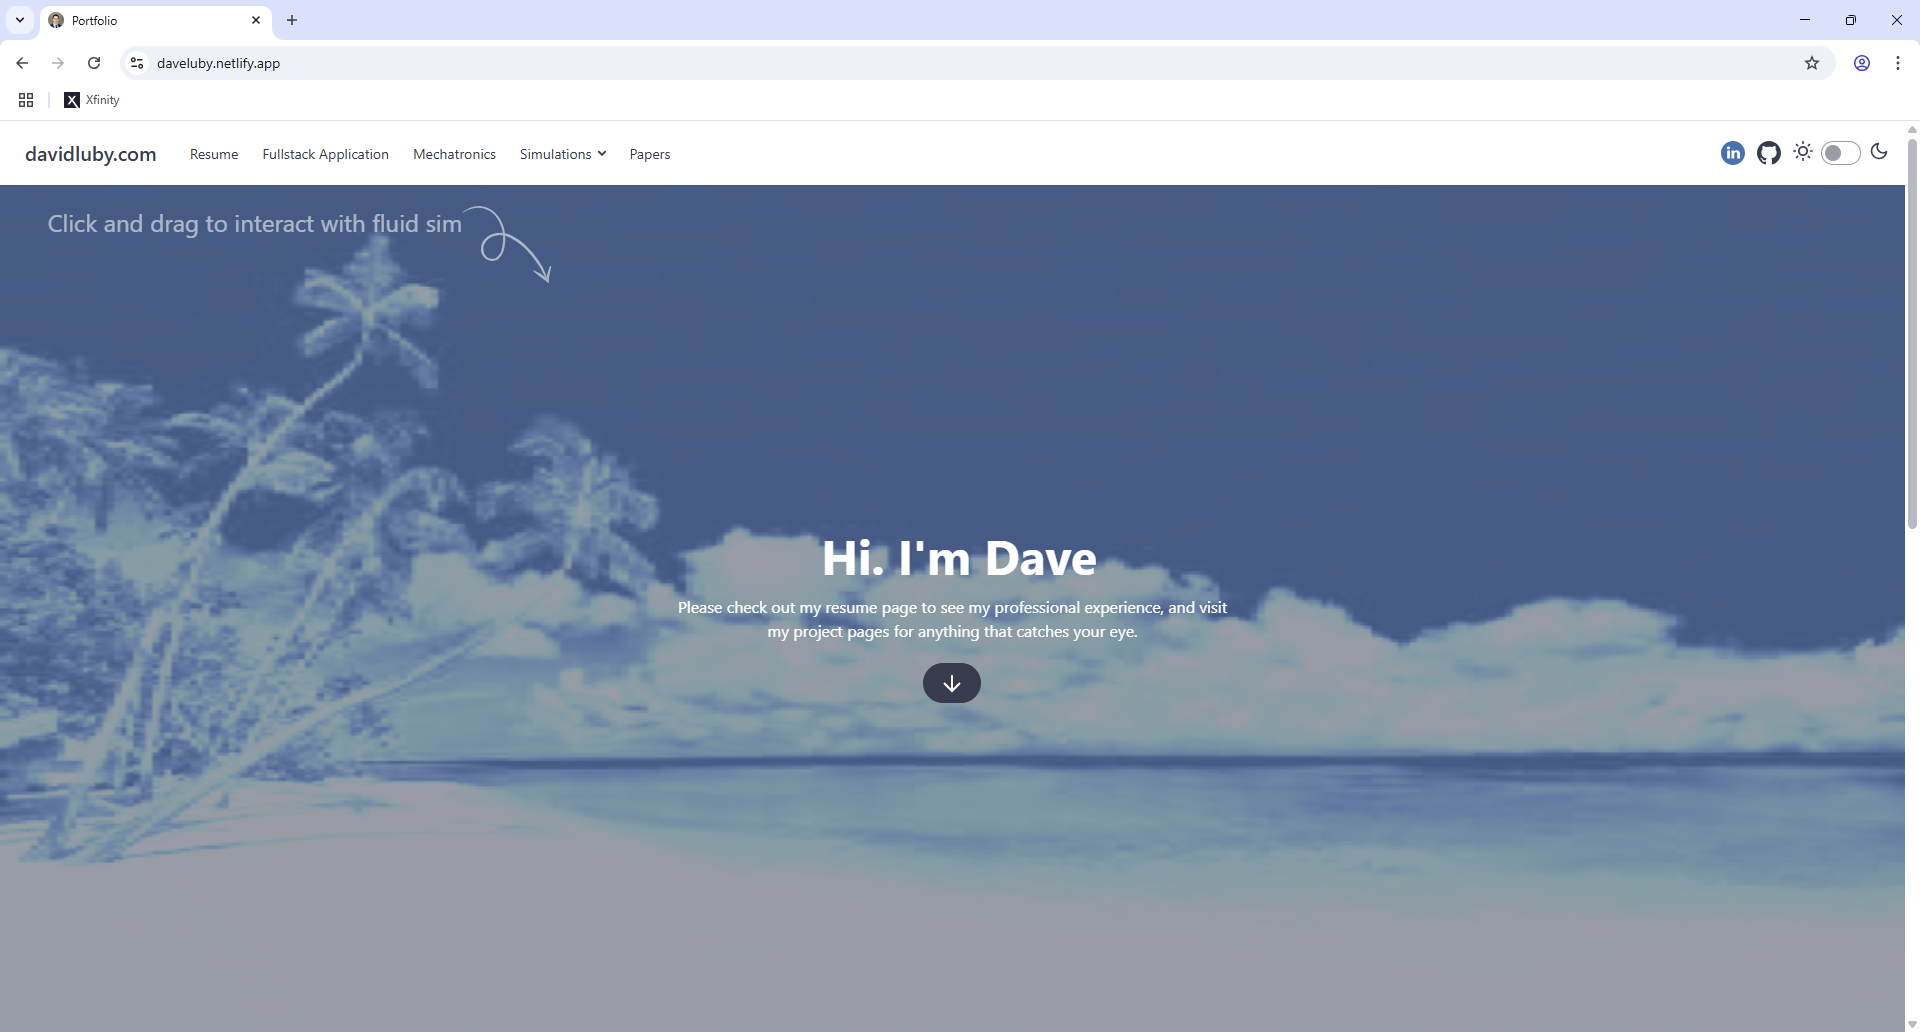 Portfolio
daveluby.netlify.app
Xfinity
davidluby.com Resume Fullstack Application Mechatronics Simulations Papers
in
Click and drag to interact with fluid sim
Hi. I'm Dave
Please check out my resume page to see my professional experience, and visit
my project pages for anything that catches your eye.